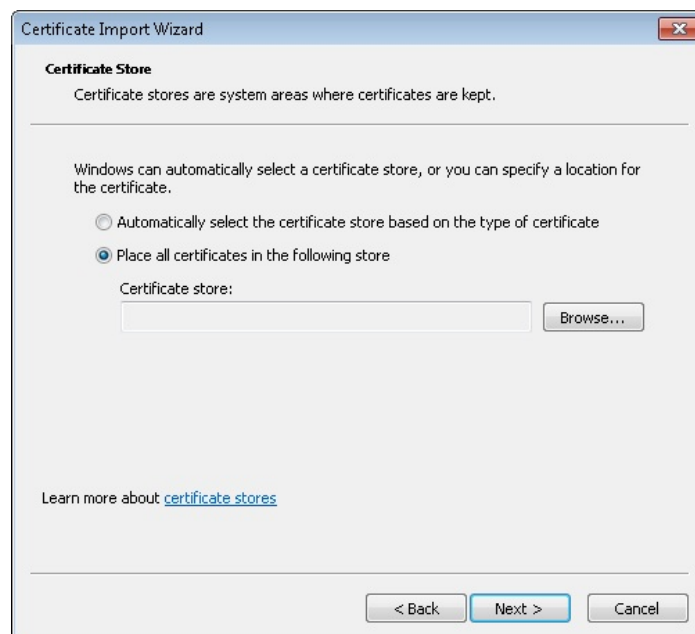 Certificate Import Wizard
Certificate Store
Certificate stores are system areas where certificates are kept.
Windows can automatically select a certificate store, or you can specify a location for
the certificate.
Automatically select the certificate store based on the type of certificate
Place all certificates in the following store
Certificate store:
Browse...
Learn more about certificate stores
< Back
Next >
Cancel